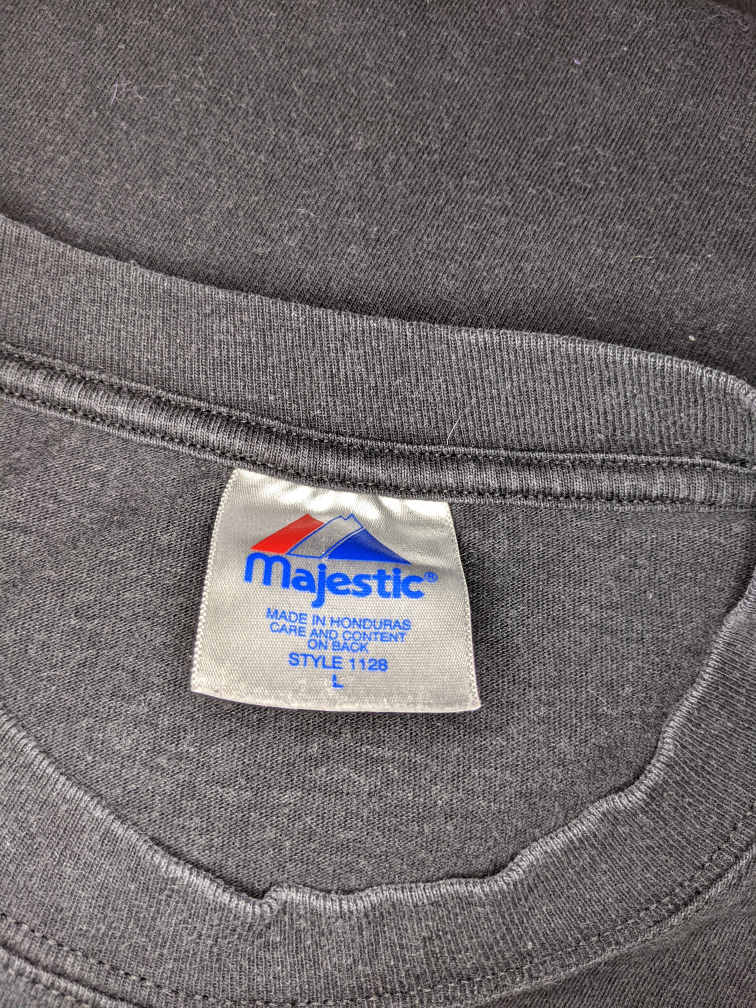 Majestic®
MADE IN HONDURAS
CARE AND CONTENT
ON BACK
STYLE 1128
L